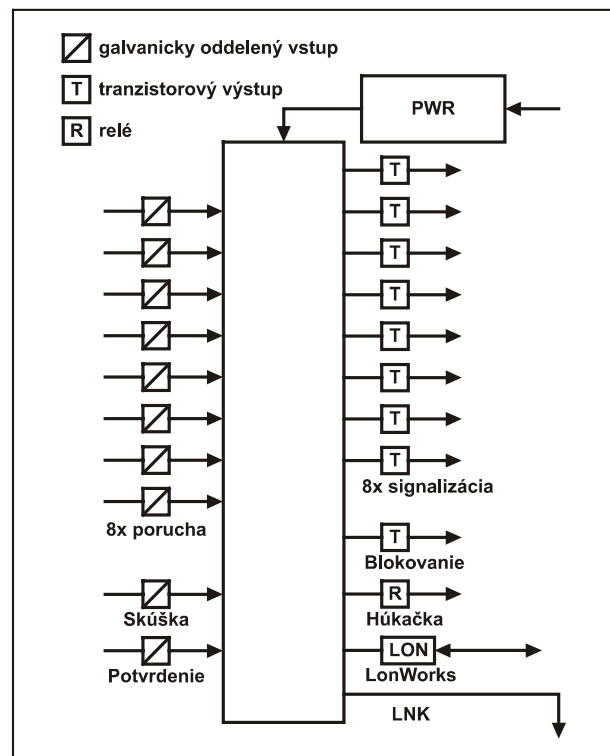 galvanicky oddelený vstup
T tranzistorový výstup
R relé
PWR
T
T
T
T
T
T
T
T
8x signalizácia
8x porucha
T
Blokovanie
Skúška
R
Húkačka
Potvrdenie
LON
LonWorks
LNK